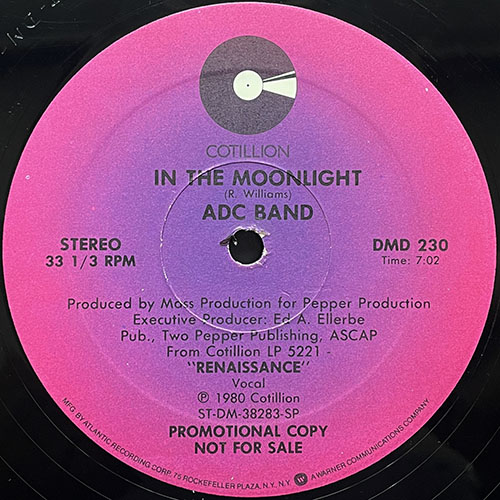 COTILLION
IN THE MOONLIGHT
(R. Williams)
ADC BAND
STEREO
33 1/3 RPM
DMD 230
Time: 7:02
Produced by Moss Production for Pepper Production
Executive Producer: Ed A. Ellerbe
Pub., Two Pepper Publishing, ASCAP
From Cotillion LP 5221 -
"RENAISSANCE"
Vocal
℗ 1980 Cotillion
ST-DM-38283-SP
PROMOTIONAL COPY
NOT FOR SALE
MFG. BY ATLANTIC RECORDING CORP. 75 ROCKEFELLER PLAZA, N.Y. N.Y. A WARNER COMMUNICATIONS COMPANY